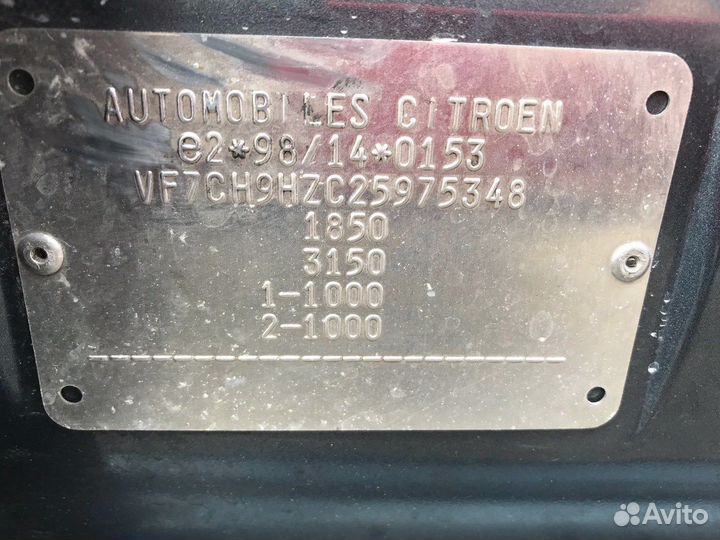 AUTOMOBILES CITROEN
e2*98/14*0153
VF7CH9HZC25975348
1850
3150
1-1000
2-1000
Avito